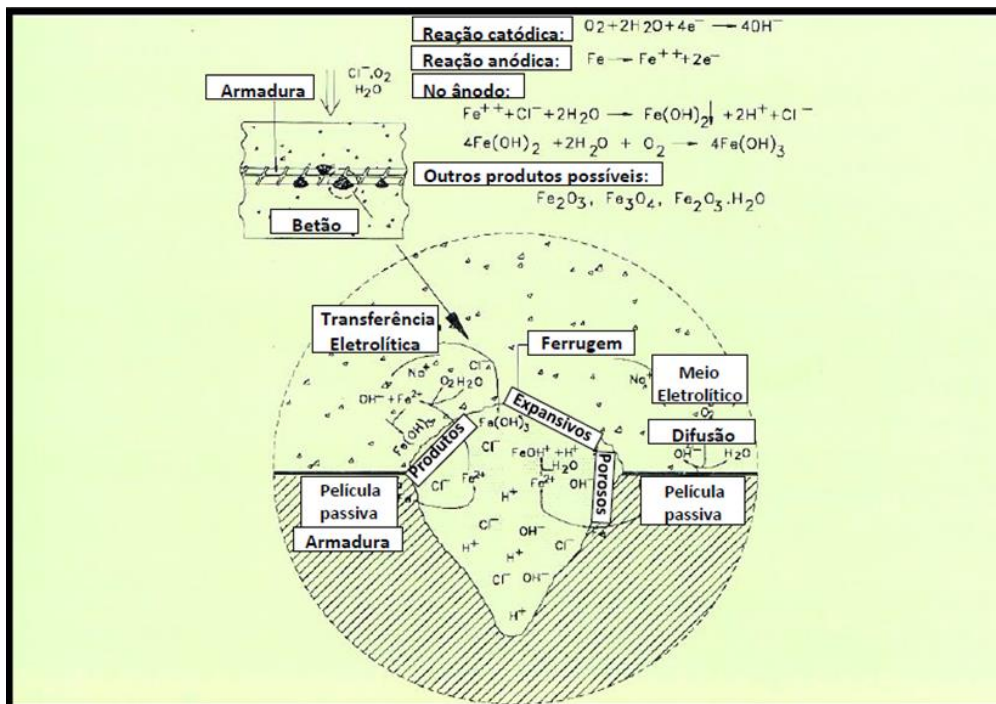 Reação catódica: O2+2H2O+4e⁻ → 4OH⁻
Reação anódica: Fe → Fe⁺⁺+2e⁻
No ânodo:
Fe⁺⁺+Cl⁻+2H2O → Fe(OH)2↓ +2H⁺+Cl⁻
4Fe(OH)2 +2H2O + O2 → 4Fe(OH)3
Outros produtos possíveis:
Fe2O3, Fe3O4, Fe2O3.H2O
Cl⁻.O2
H2O
Armadura
Betão
Transferência
Eletrolítica
Ferrugem
Meio
Eletrolítico
Difusão
Na⁺
Cl⁻
O2H2O
OH⁻+Fe²⁺
Fe(OH)3
Produtos
Fe(OH)3
Expansivos
Porosos
Na⁺
O2
OH⁻
H2O
Cl⁻
FeOH⁺+H⁺
H2O
Cl⁻
Fe²⁺
Fe²⁺
OH⁻
Película
passiva
Armadura
Película
passiva
H⁺
Cl⁻
Cl⁻
OH⁻
Cl⁻
H⁺
H⁺
Cl⁻
OH⁻
H⁺